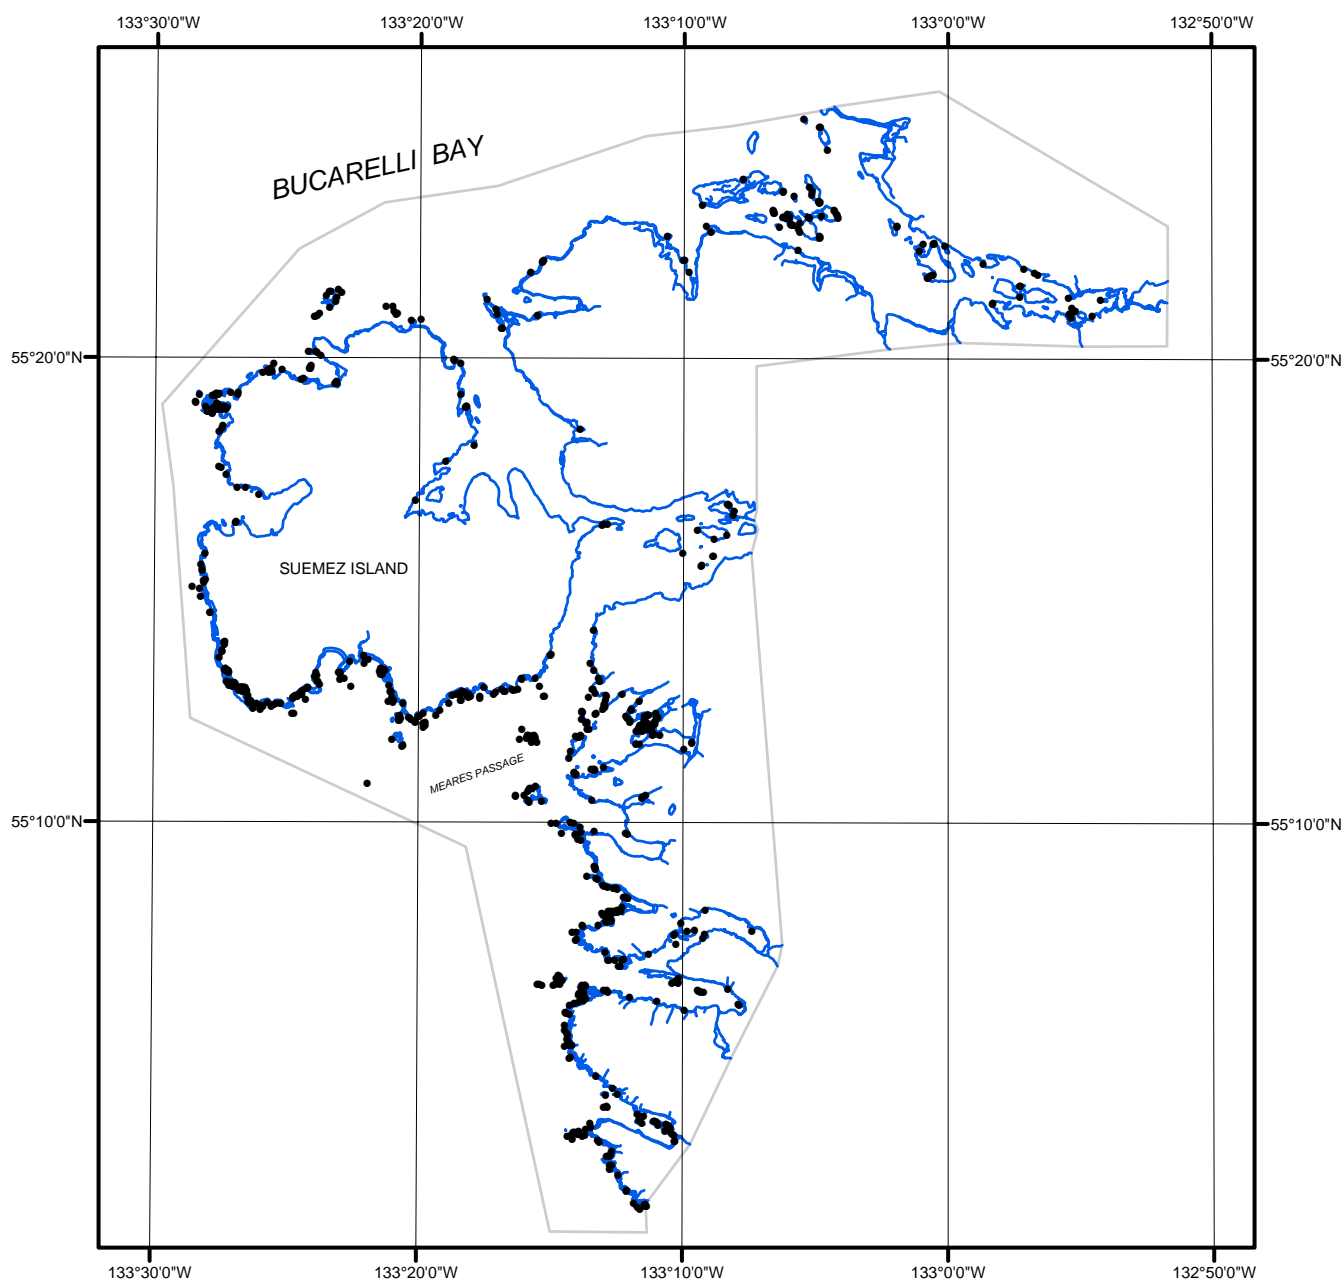 133°30'0"W 133°20'0"W 133°10'0"W 133°0'0"W 132°50'0"W
BUCARELLI BAY
55°20'0"N 55°20'0"N
SUEMEZ ISLAND
MEARES PASSAGE
55°10'0"N 55°10'0"N
133°30'0"W 133°20'0"W 133°10'0"W 133°0'0"W 132°50'0"W